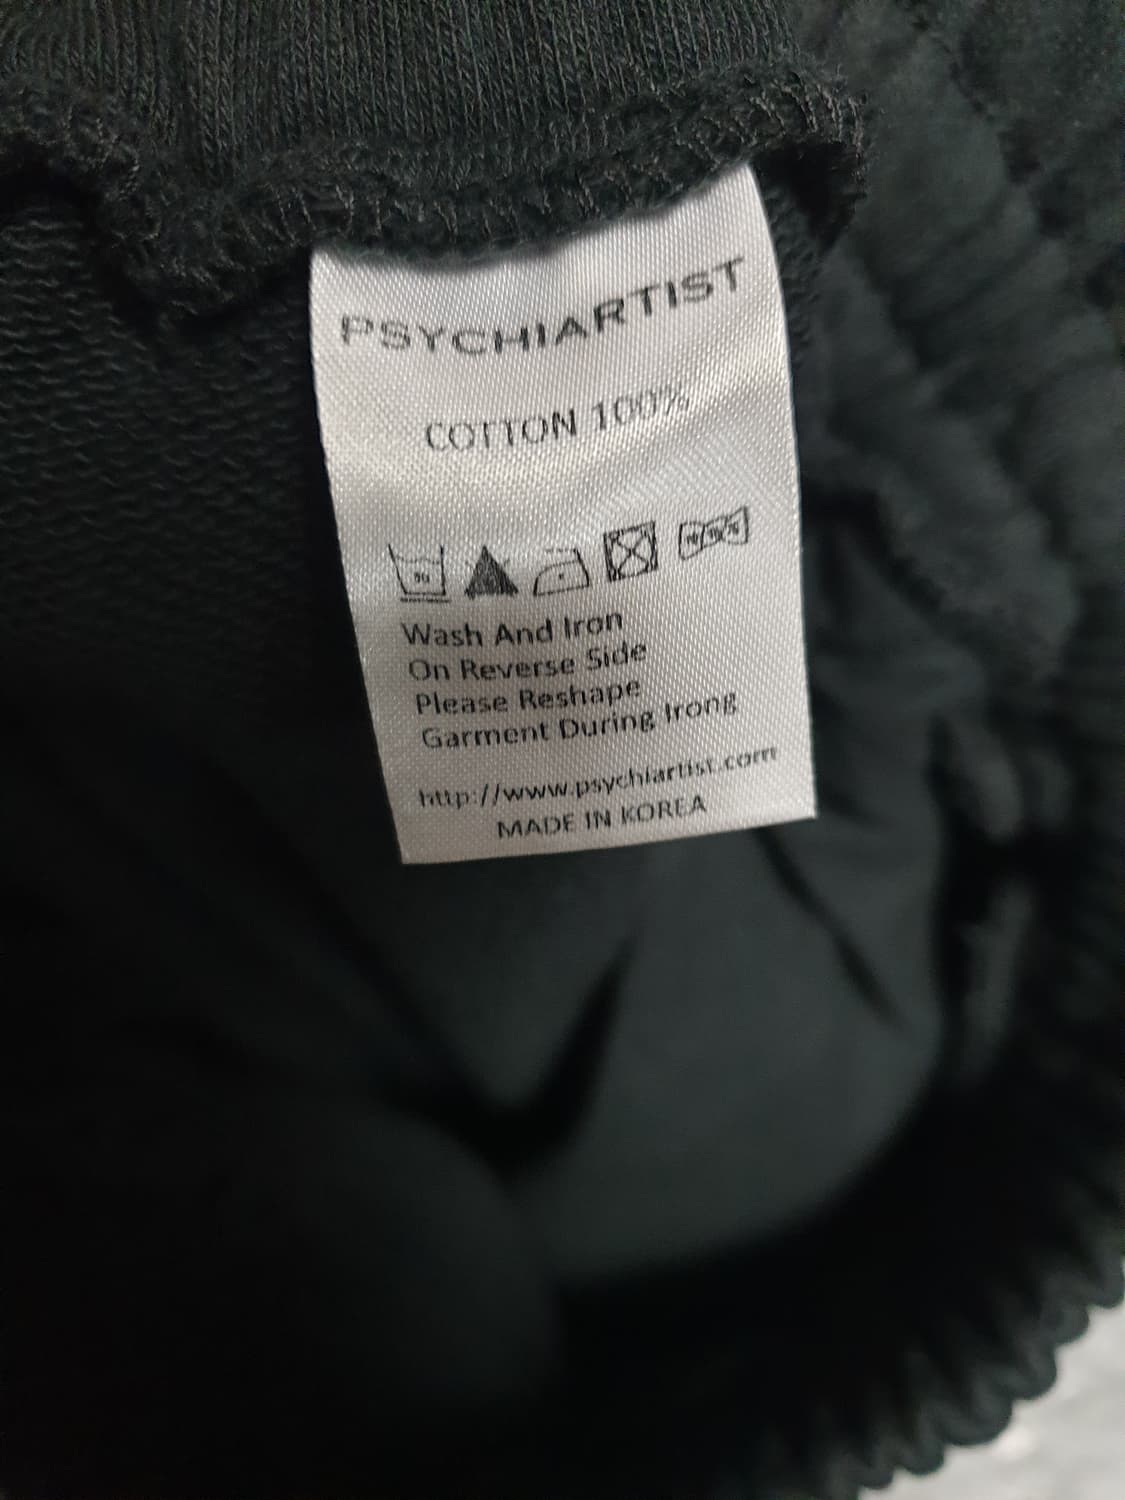 PSYCHIARTIST
COTTON 100%
Wash And Iron
On Reverse Side
Please Reshape
Garment During Irong
http://www.psychiartist.com
MADE IN KOREA